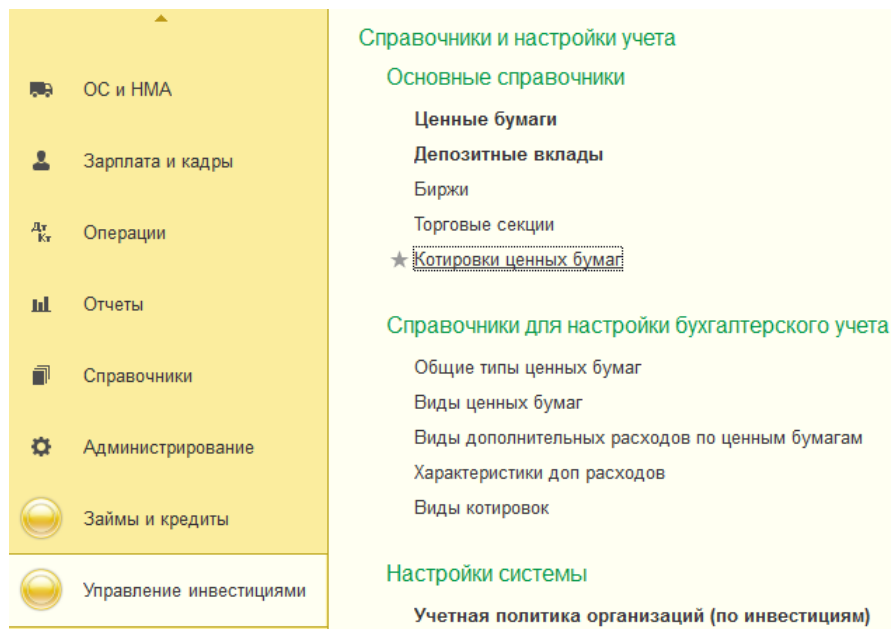 ОС и НМА
Зарплата и кадры
Дт
Кт
Операции
Отчеты
Справочники
Администрирование
Займы и кредиты
Управление инвестициями
Справочники и настройки учета
Основные справочники
Ценные бумаги
Депозитные вклады
Биржи
Торговые секции
Котировки ценных бумаг
Справочники для настройки бухгалтерского учета
Общие типы ценных бумаг
Виды ценных бумаг
Виды дополнительных расходов по ценным бумагам
Характеристики доп расходов
Виды котировок
Настройки системы
Учетная политика организаций (по инвестициям)